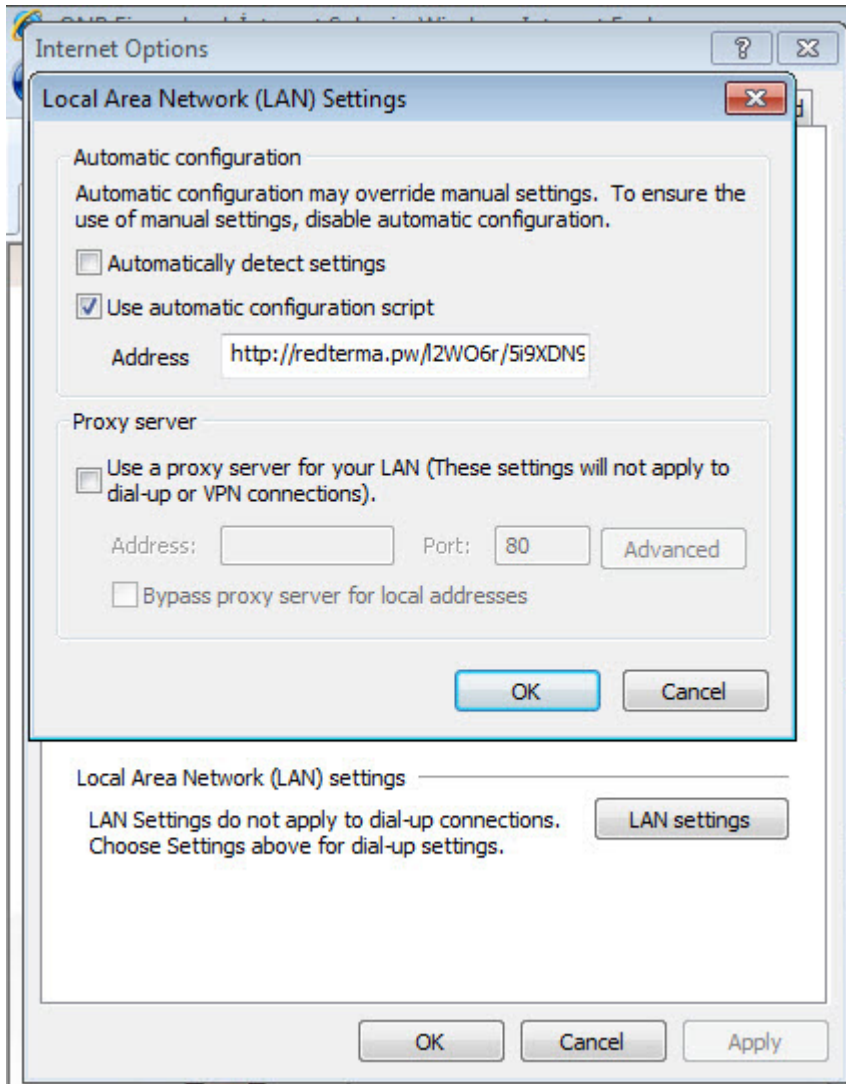 Internet Options
Local Area Network (LAN) Settings
Automatic configuration
Automatic configuration may override manual settings. To ensure the
use of manual settings, disable automatic configuration.
Automatically detect settings
Use automatic configuration script
Address http://redterma.pw/l2WO6r/5i9XDN9
Proxy server
Use a proxy server for your LAN (These settings will not apply to
dial-up or VPN connections).
Address: Port: 80 Advanced
Bypass proxy server for local addresses
OK Cancel
Local Area Network (LAN) settings
LAN Settings do not apply to dial-up connections. LAN settings
Choose Settings above for dial-up settings.
OK Cancel Apply